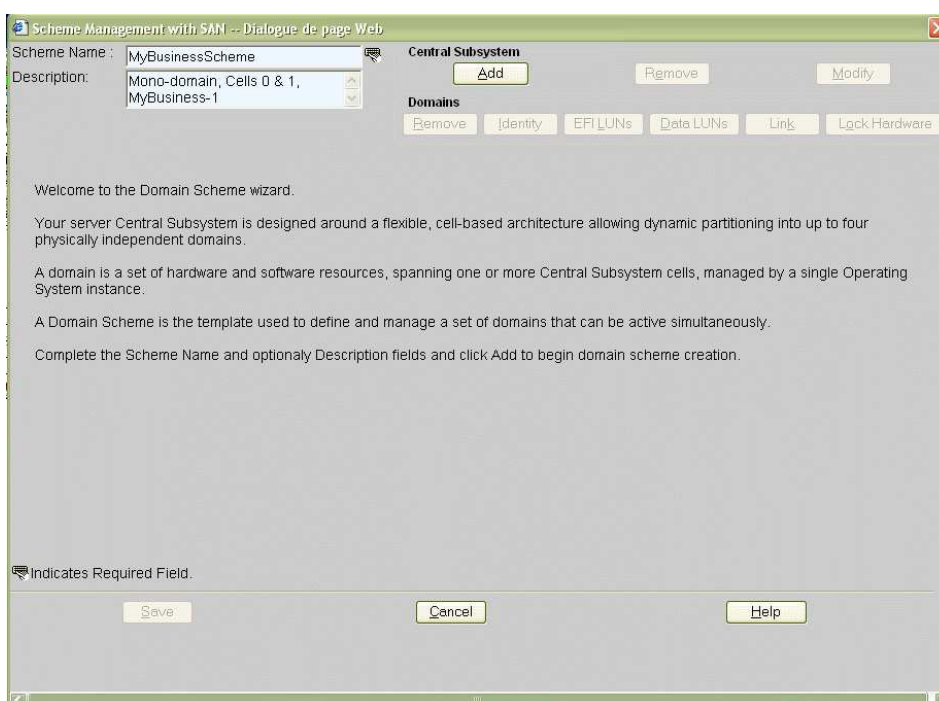 Scheme Management with SAN -- Dialogue de page Web
Scheme Name :
MyBusinessScheme
Description:
Mono-domain, Cells 0 & 1,
MyBusiness-1
Central Subsystem
Add
Remove
Modify
Domains
Remove
Identity
EFI LUNs
Data LUNs
Link
Lock Hardware
Welcome to the Domain Scheme wizard.
Your server Central Subsystem is designed around a flexible, cell-based architecture allowing dynamic partitioning into up to four
physically independent domains.
A domain is a set of hardware and software resources, spanning one or more Central Subsystem cells, managed by a single Operating
System instance.
A Domain Scheme is the template used to define and manage a set of domains that can be active simultaneously.
Complete the Scheme Name and optionaly Description fields and click Add to begin domain scheme creation.
Indicates Required Field.
Save
Cancel
Help